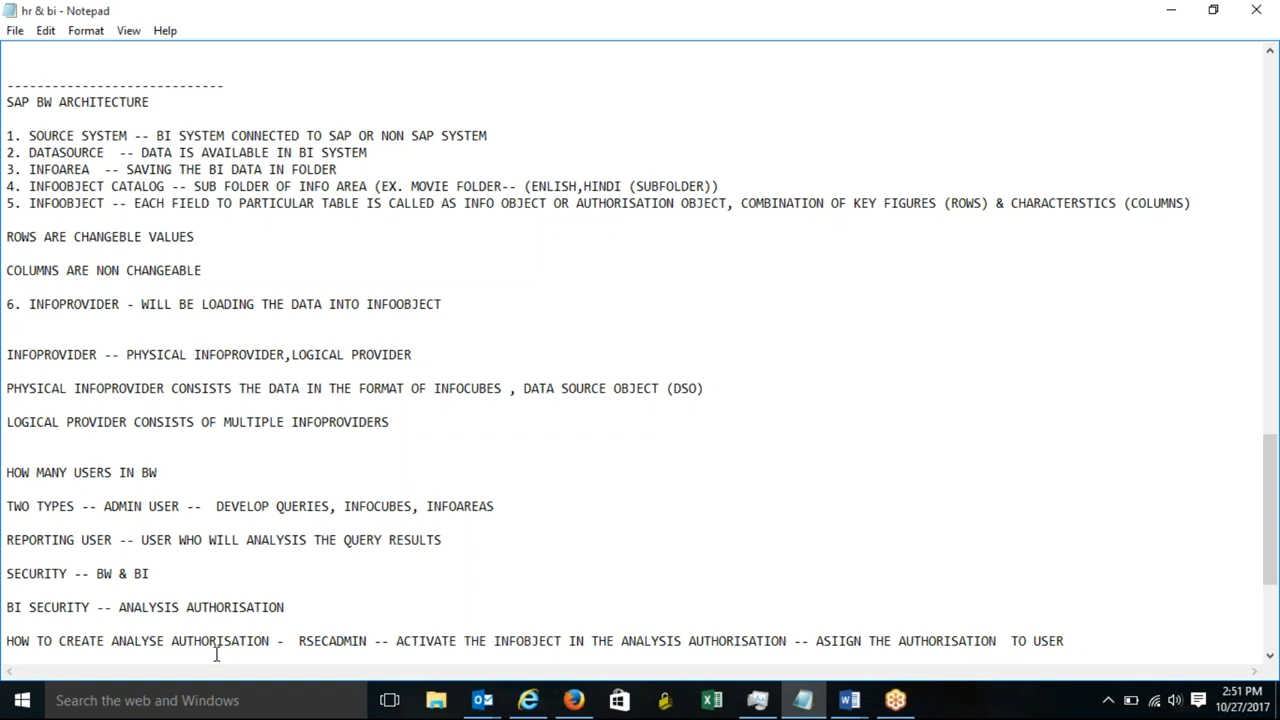 hr & bi - Notepad
File Edit Format View Help
----------------------------
SAP BW ARCHITECTURE
1. SOURCE SYSTEM -- BI SYSTEM CONNECTED TO SAP OR NON SAP SYSTEM
2. DATASOURCE -- DATA IS AVAILABLE IN BI SYSTEM
3. INFOAREA -- SAVING THE BI DATA IN FOLDER
4. INFOOBJECT CATALOG -- SUB FOLDER OF INFO AREA (EX. MOVIE FOLDER-- (ENLISH,HINDI (SUBFOLDER))
5. INFOOBJECT -- EACH FIELD TO PARTICULAR TABLE IS CALLED AS INFO OBJECT OR AUTHORISATION OBJECT, COMBINATION OF KEY FIGURES (ROWS) & CHARACTERSTICS (COLUMNS)
ROWS ARE CHANGEBLE VALUES
COLUMNS ARE NON CHANGEABLE
6. INFOPROVIDER - WILL BE LOADING THE DATA INTO INFOOBJECT
INFOPROVIDER -- PHYSICAL INFOPROVIDER,LOGICAL PROVIDER
PHYSICAL INFOPROVIDER CONSISTS THE DATA IN THE FORMAT OF INFOCUBES , DATA SOURCE OBJECT (DSO)
LOGICAL PROVIDER CONSISTS OF MULTIPLE INFOPROVIDERS
HOW MANY USERS IN BW
TWO TYPES -- ADMIN USER -- DEVELOP QUERIES, INFOCUBES, INFOAREAS
REPORTING USER -- USER WHO WILL ANALYSIS THE QUERY RESULTS
SECURITY -- BW & BI
BI SECURITY -- ANALYSIS AUTHORISATION
HOW TO CREATE ANALYSE AUTHORISATION - RSECADMIN -- ACTIVATE THE INFOBJECT IN THE ANALYSIS AUTHORISATION -- ASIIGN THE AUTHORISATION TO USER
Search the web and Windows
2:51 PM
10/27/2017